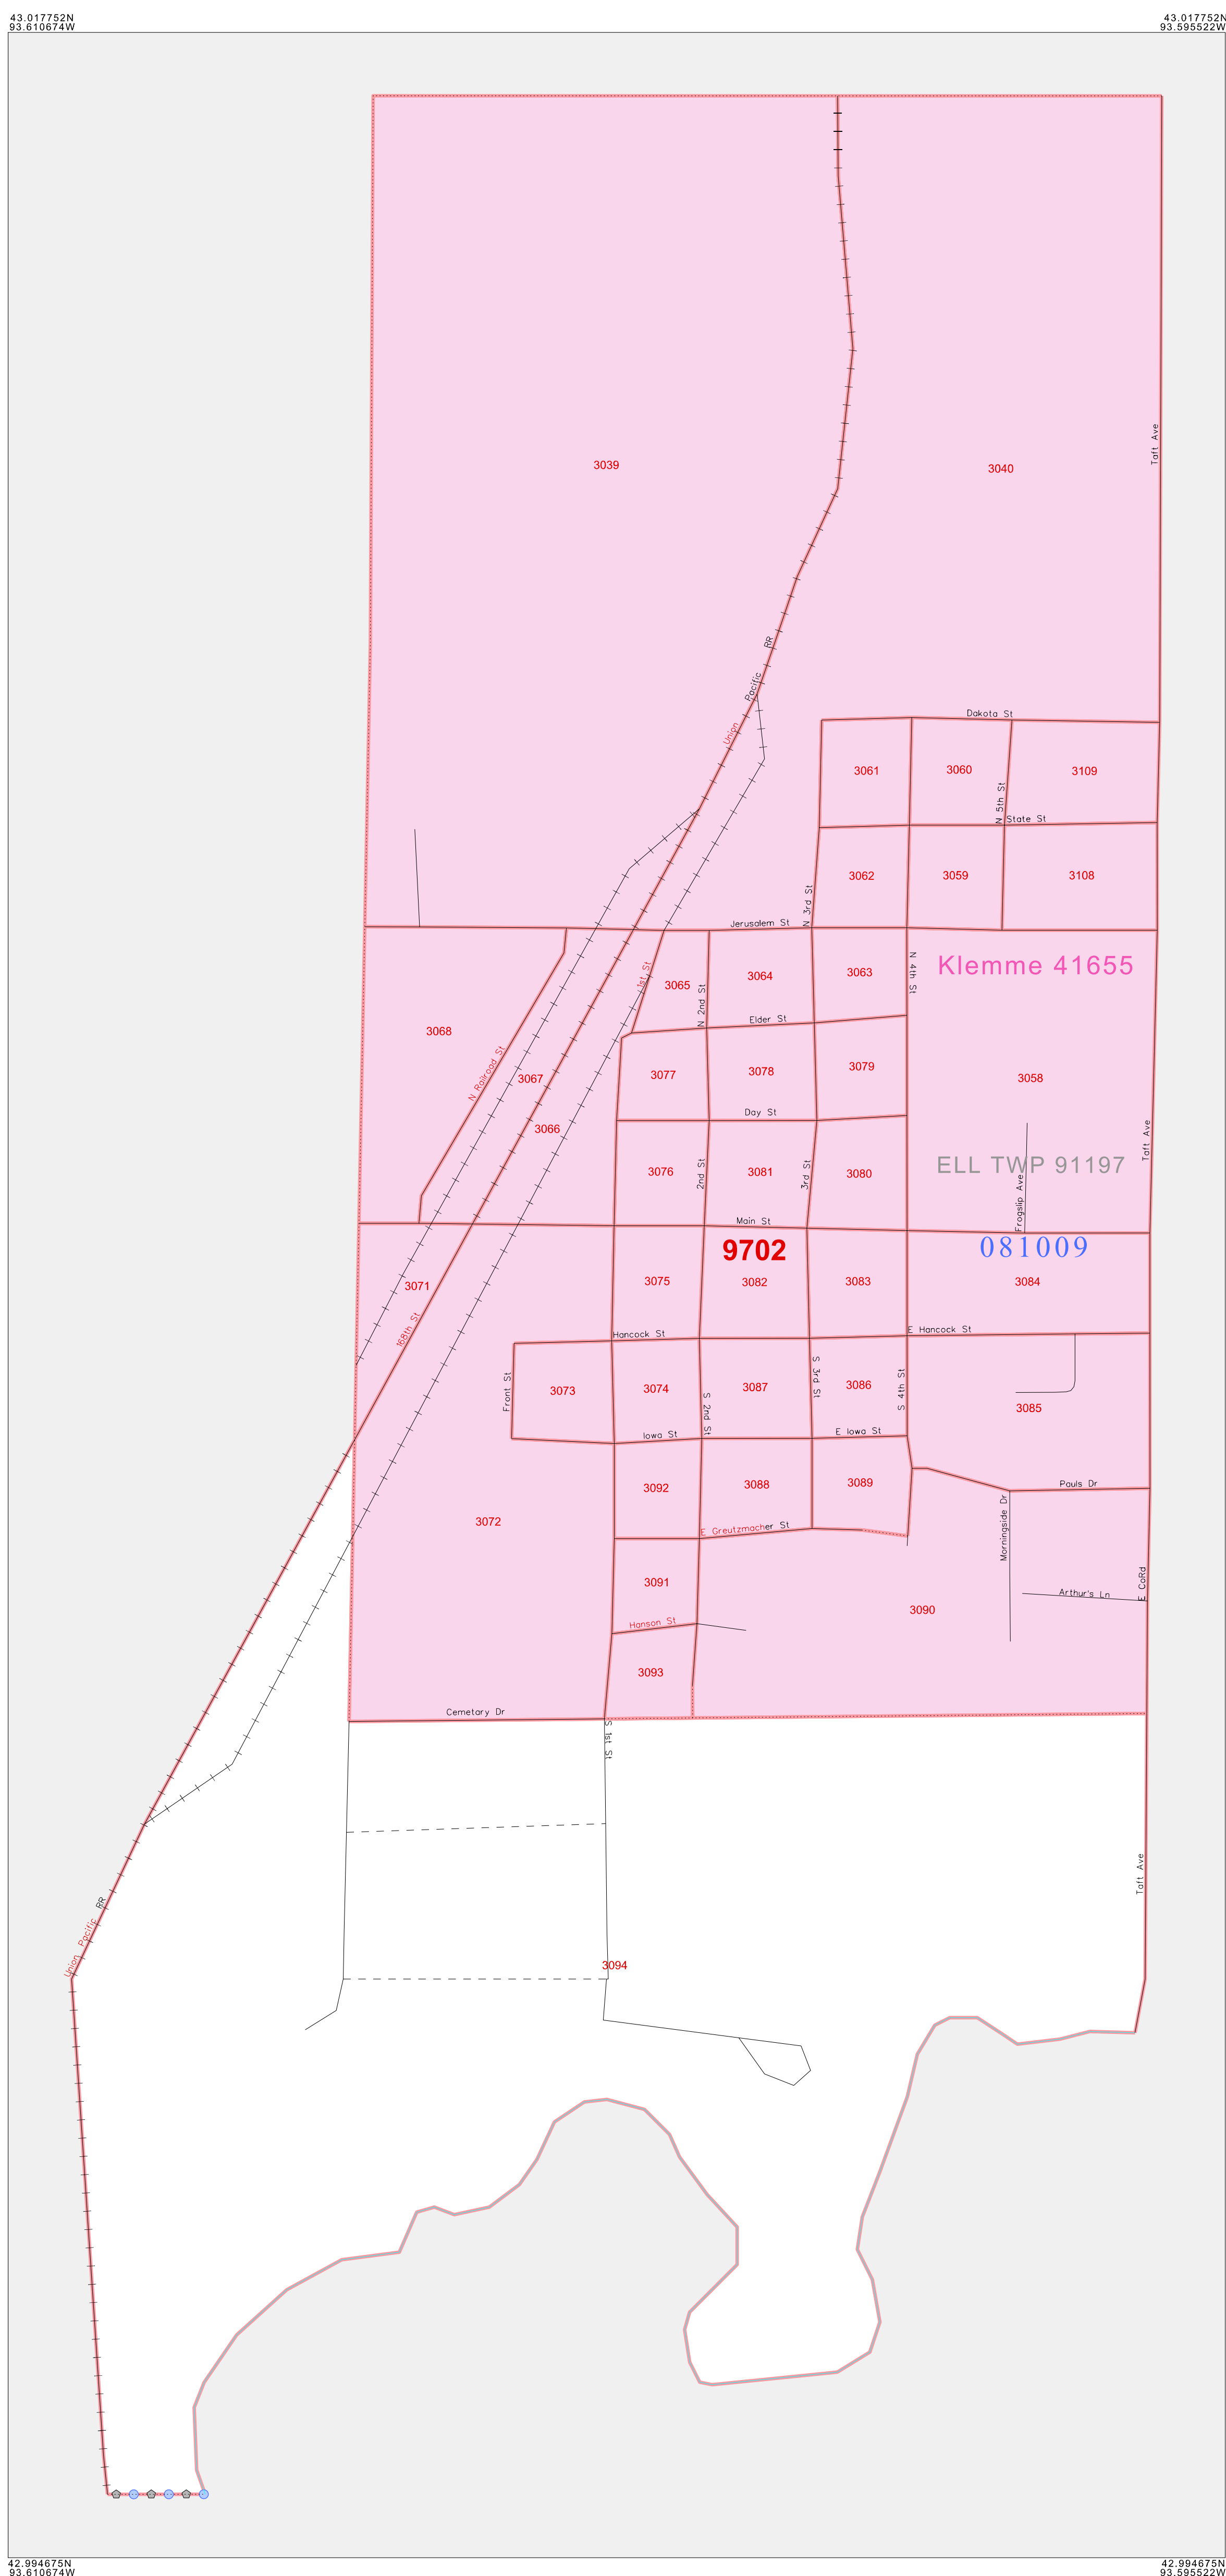 43.017752N
93.610674W
43.017752N
93.595522W
Taft Ave
3039
3040
RR
Pacific
Union
Dakota St
3061
3060
3109
N 5th St
State St
3062
3059
3108
N 3rd St
Jerusalem St
Klemme 41655
N 4th St
3063
3064
1st St
3065
N 2nd St
Elder St
3068
3079
3078
3077
3058
N Railroad St
3067
Day St
3066
Taft Ave
ELL TWP 91197
3076
2nd St
3081
3rd St
3080
Frogslip Ave
Main St
9702
081009
3071
3075
3082
3083
3084
168th St
Hancock St
E Hancock St
Front St
3073
3074
S 2nd St
3087
S 3rd St
3086
S 4th St
3085
Iowa St
E Iowa St
3092
3088
3089
Pauls Dr
3072
E Greutzmacher St
Morningside Dr
3091
Arthur's Ln
E CoRd
3090
Hanson St
3093
Cemetary Dr
S 1st St
Taft Ave
RR
Pacific
Union
3094
42.994675N
93.610674W
42.994675N
93.595522W